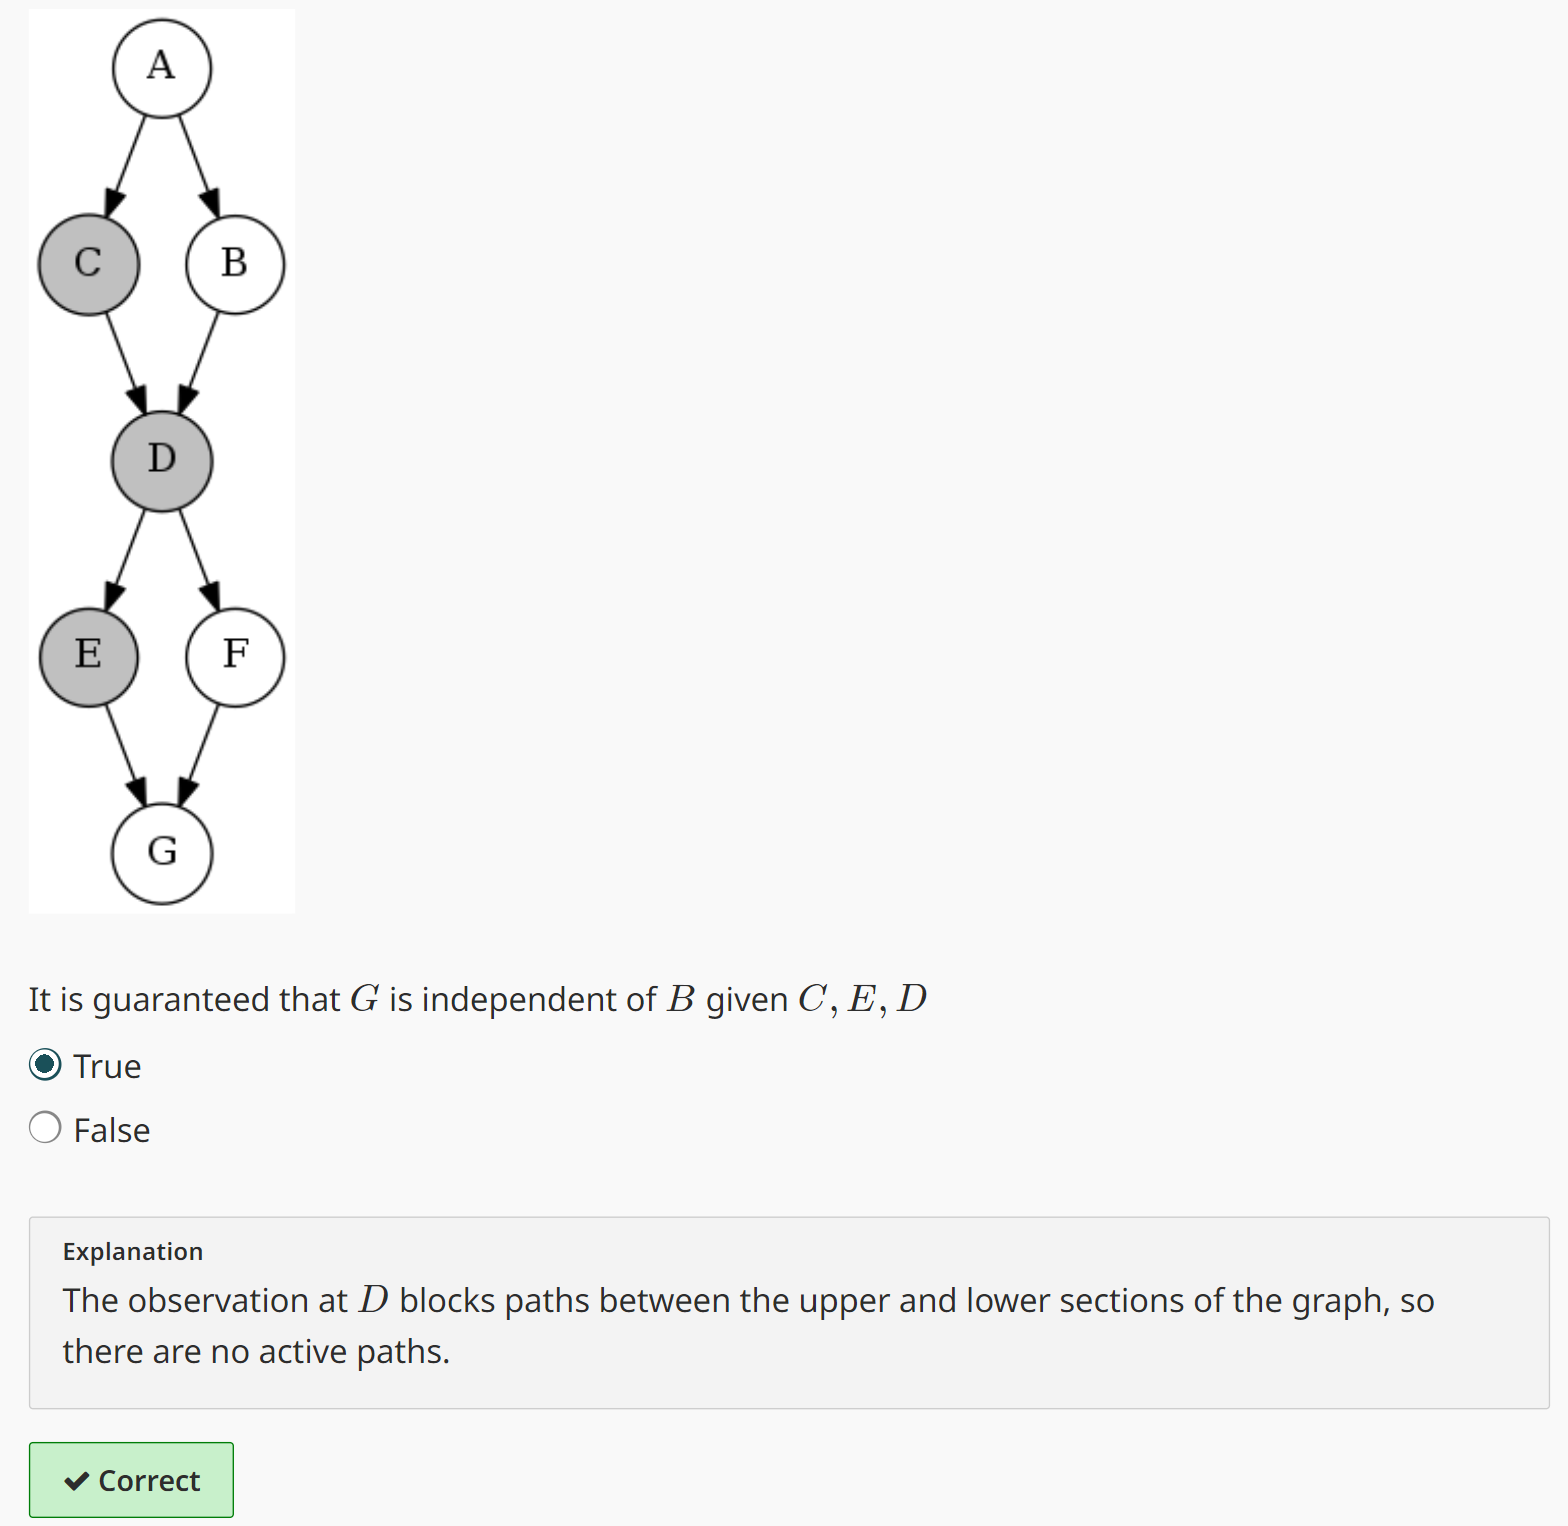 A
C B
D
E F
G
It is guaranteed that G is independent of B given C, E, D
True
False
Explanation
The observation at D blocks paths between the upper and lower sections of the graph, so
there are no active paths.
✔ Correct